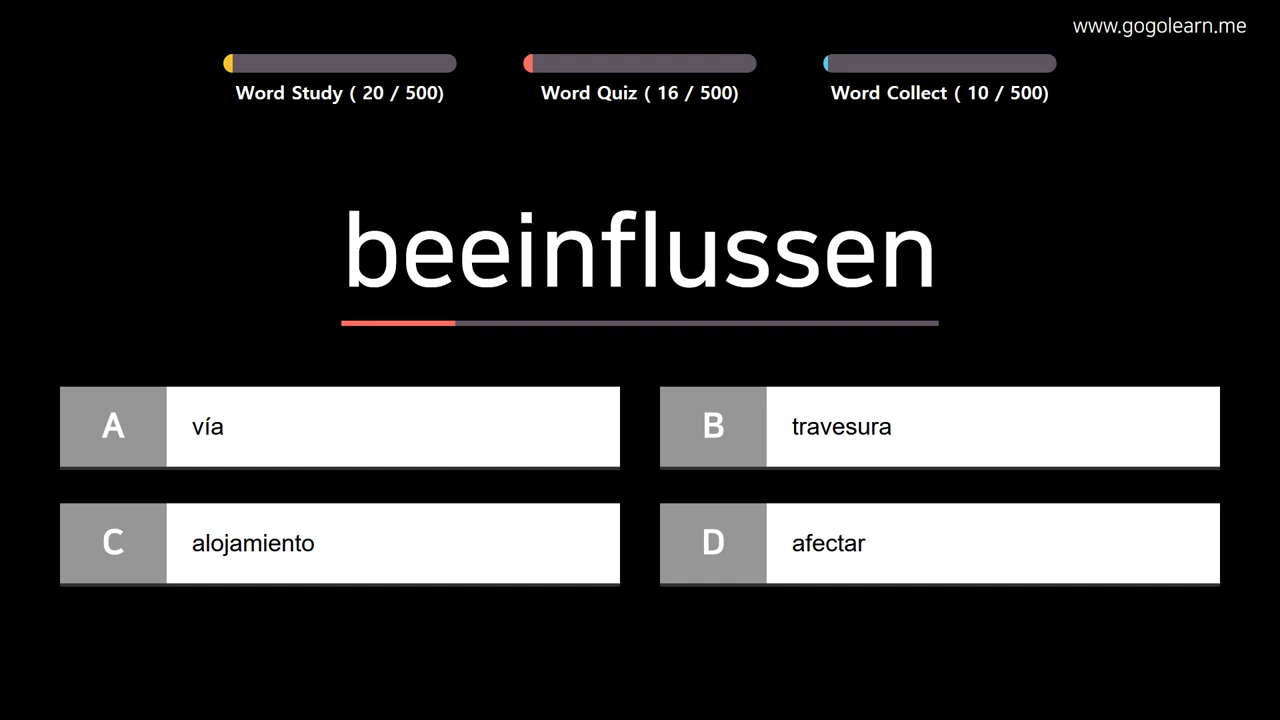 www.gogolearn.me
Word Study ( 20 / 500)
Word Quiz ( 16 / 500)
Word Collect ( 10 / 500)
beeinflussen
A vía
B travesura
C alojamiento
D afectar